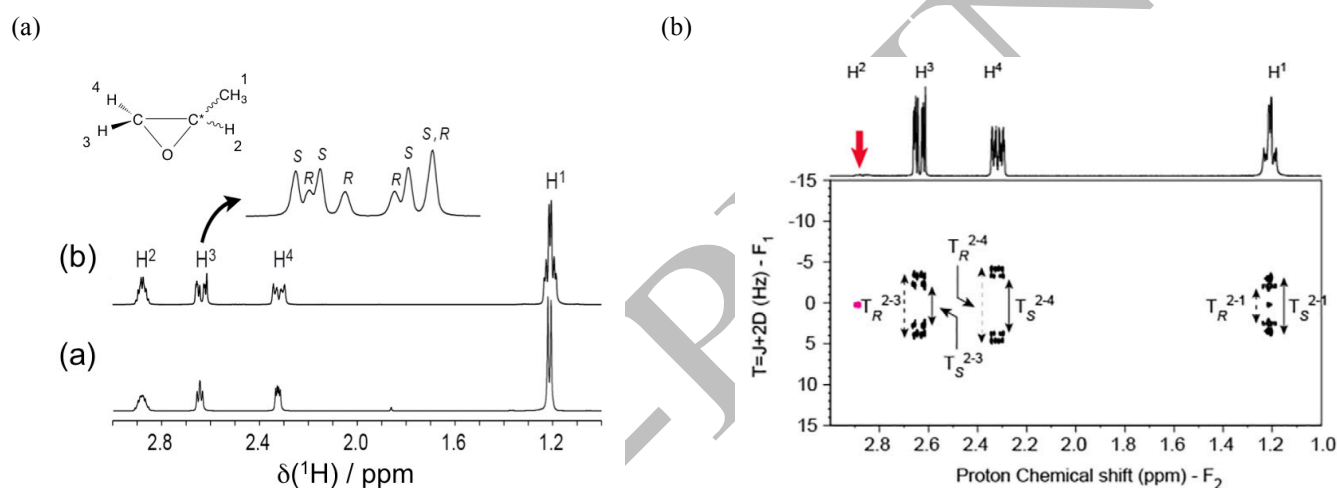 (a)
(b)
4
H
3
H
C
O
C*
1
CH3
H
2
S S S S,R
R R R
H1
(b)
H2 H3 H4
(a)
2.8 2.4 2.0 1.6 1.2
δ(1H) / ppm
H2 H3 H4 H1
-15
-10
-5
0
5
10
15
T=J+2D (Hz) - F1
TR2-4
TR2-3
TS2-4
TS2-3
TR2-1
TS2-1
2.8 2.6 2.4 2.2 2.0 1.8 1.6 1.4 1.2 1.0
Proton Chemical shift (ppm) - F2